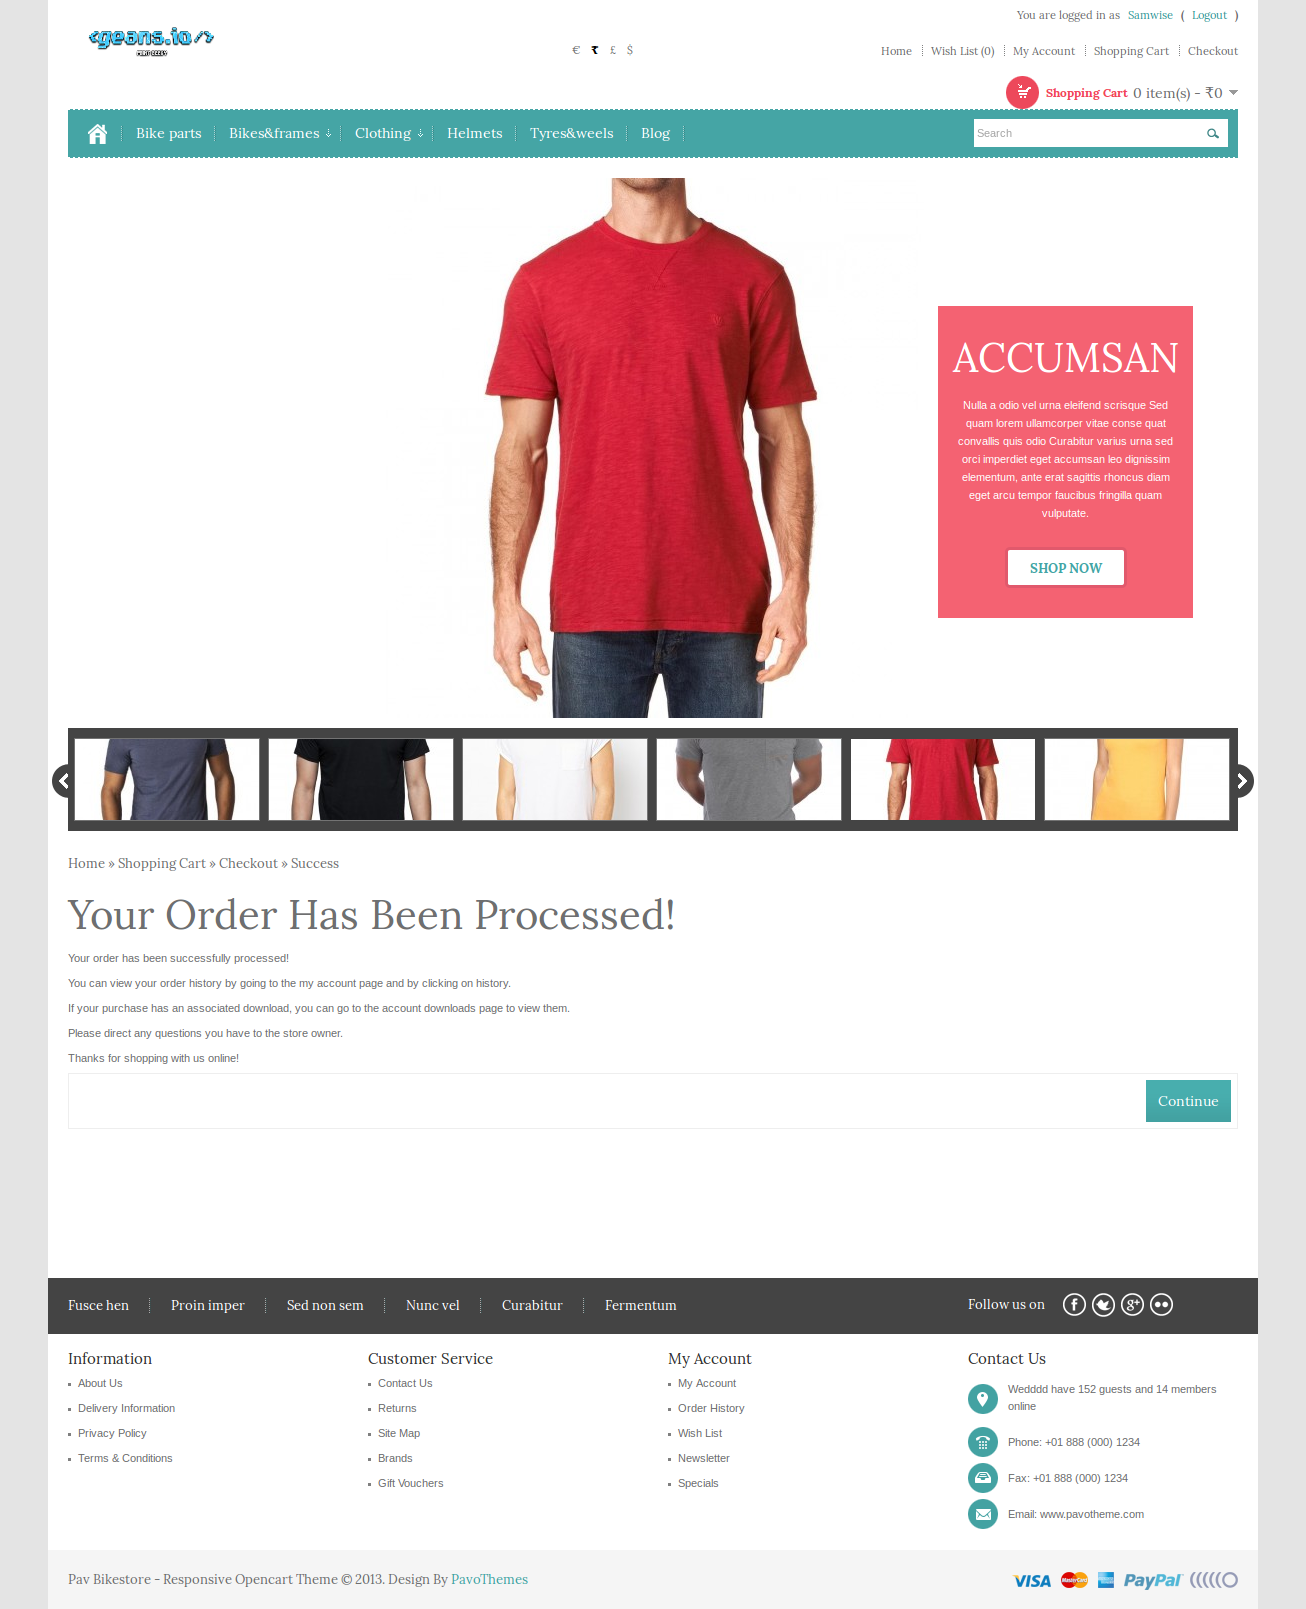 You are logged in as Samwise ( Logout )
<geans.io/>
PRINT GEEKY
€ ₹ £ $
Home Wish List (0) My Account Shopping Cart Checkout
Shopping Cart 0 item(s) - ₹0
Bike parts Bikes&frames Clothing Helmets Tyres&weels Blog
Search
ACCUMSAN
Nulla a odio vel urna eleifend scrisque Sed
quam lorem ullamcorper vitae conse quat
convallis quis odio Curabitur varius urna sed
orci imperdiet eget accumsan leo dignissim
elementum, ante erat sagittis rhoncus diam
eget arcu tempor faucibus fringilla quam
vulputate.
SHOP NOW
Home » Shopping Cart » Checkout » Success
Your Order Has Been Processed!
Your order has been successfully processed!
You can view your order history by going to the my account page and by clicking on history.
If your purchase has an associated download, you can go to the account downloads page to view them.
Please direct any questions you have to the store owner.
Thanks for shopping with us online!
Continue
Fusce hen Proin imper Sed non sem Nunc vel Curabitur Fermentum
Follow us on
Information
About Us
Delivery Information
Privacy Policy
Terms & Conditions
Customer Service
Contact Us
Returns
Site Map
Brands
Gift Vouchers
My Account
My Account
Order History
Wish List
Newsletter
Specials
Contact Us
Wedddd have 152 guests and 14 members
online
Phone: +01 888 (000) 1234
Fax: +01 888 (000) 1234
Email: www.pavotheme.com
Pav Bikestore - Responsive Opencart Theme © 2013. Design By PavoThemes
VISA MasterCard PayPal